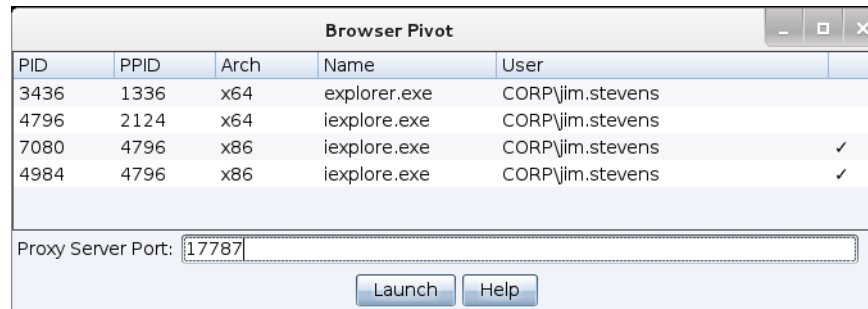 Browser Pivot
PID PPID Arch Name User
3436 1336 x64 explorer.exe CORP\jim.stevens
4796 2124 x64 iexplore.exe CORP\jim.stevens
7080 4796 x86 iexplore.exe CORP\jim.stevens ✓
4984 4796 x86 iexplore.exe CORP\jim.stevens ✓
Proxy Server Port: 17787
Launch Help